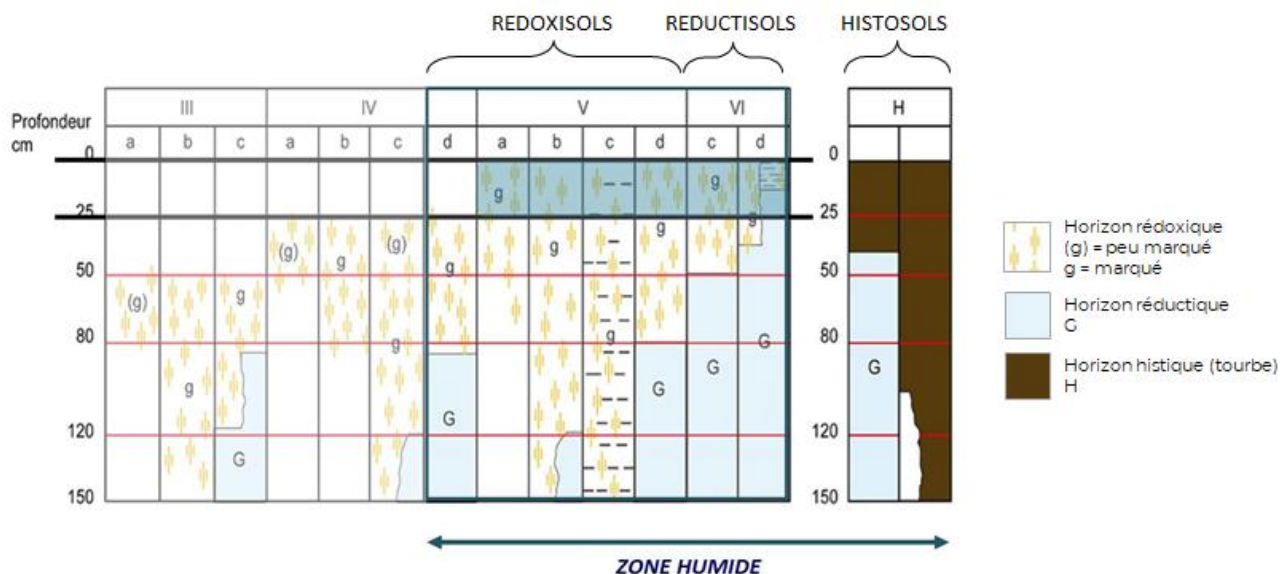 REDOXISOLS REDUCTISOLS HISTOSOLS
III IV V VI H
Profondeur
cm
a b c a b c d a b c d c d
0 0
g g g
25 25
g
(g) g (g) g g g
50 50
(g) g g
80 80
g g g G
g G G G
G
120 120
G
150 150
ZONE HUMIDE
Horizon rédoxique
(g) = peu marqué
g = marqué
Horizon réductique
G
Horizon histique (tourbe)
H